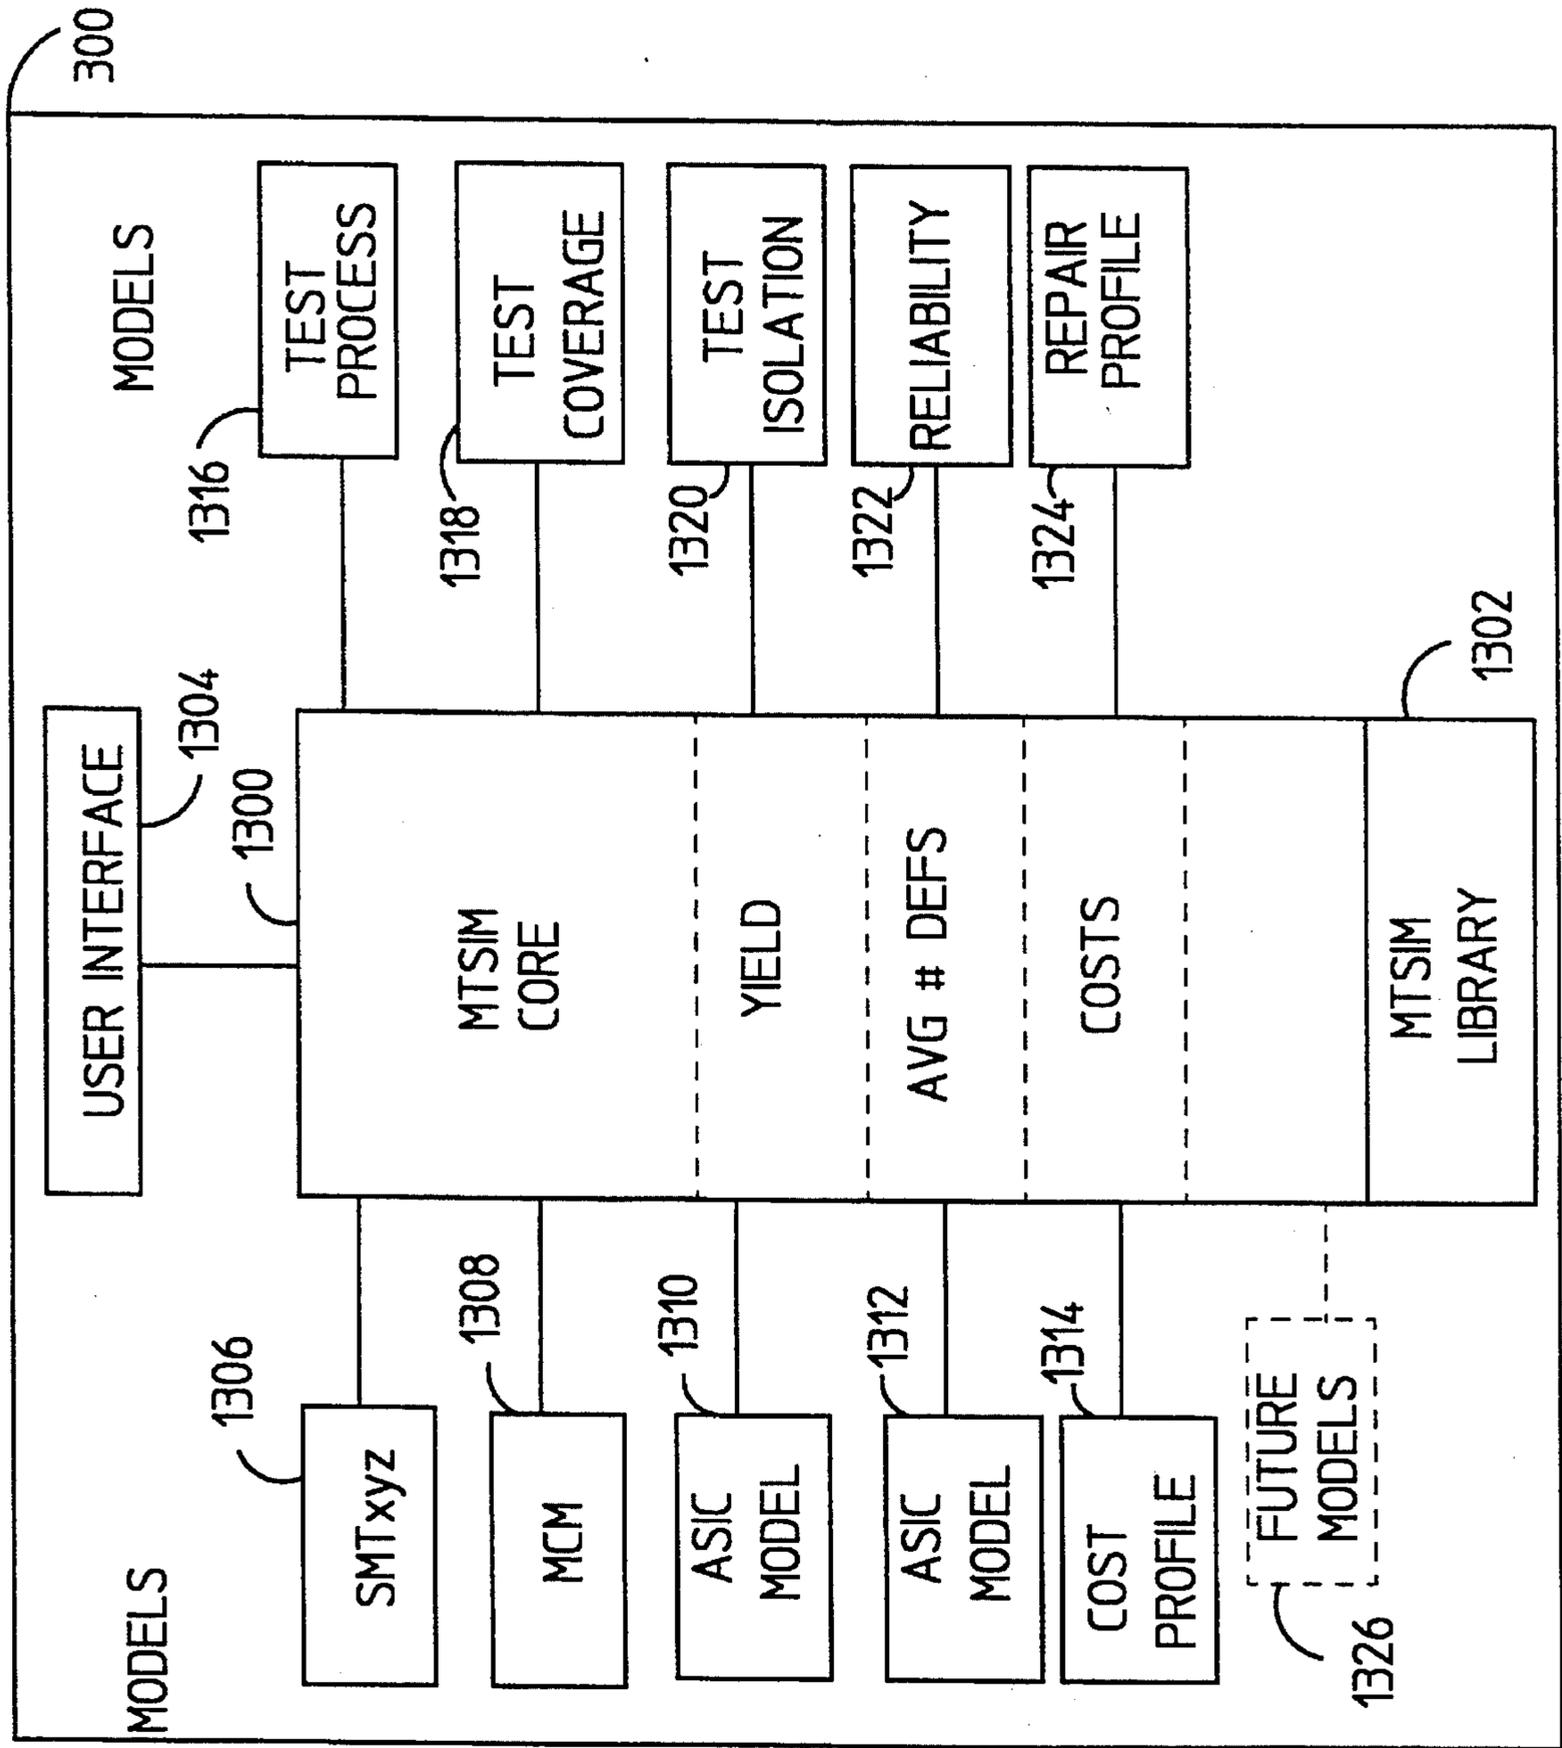 300
USER INTERFACE
1304
MODELS
MODELS
1300
1306
SMTxyz
1308
MCM
1310
ASIC
MODEL
1312
ASIC
MODEL
1314
COST
PROFILE
1326
FUTURE
MODELS
MTSIM
CORE
YIELD
AVG # DEFS
COSTS
MTSIM
LIBRARY
1302
1316
TEST
PROCESS
1318
TEST
COVERAGE
1320
TEST
ISOLATION
1322
RELIABILITY
1324
REPAIR
PROFILE